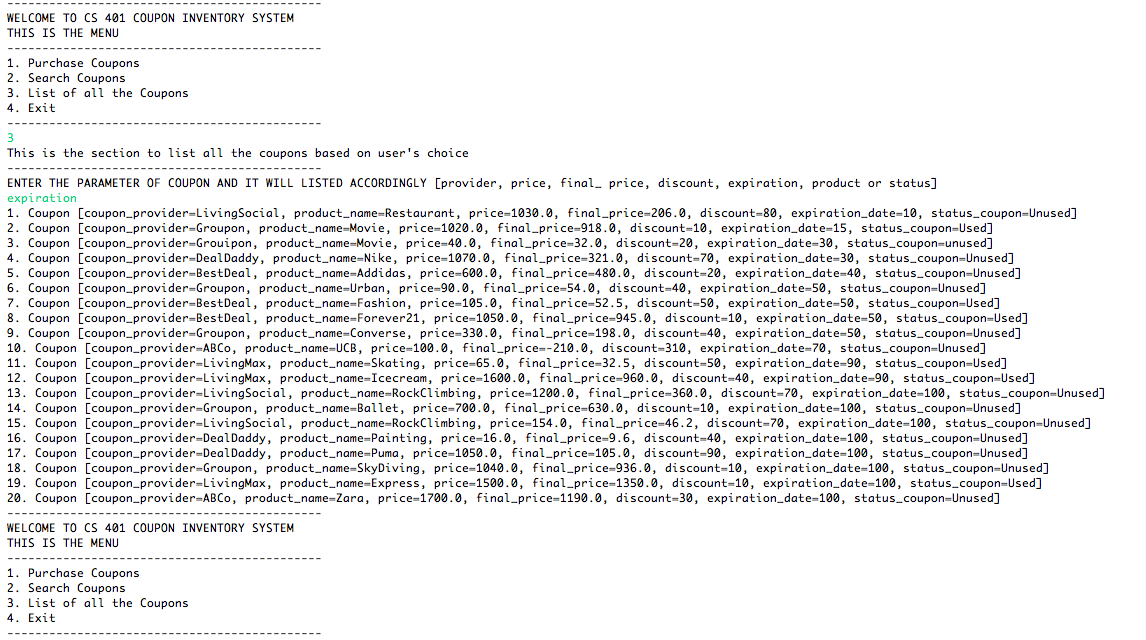 ---------------------------------------------
WELCOME TO CS 401 COUPON INVENTORY SYSTEM
THIS IS THE MENU
---------------------------------------------
1. Purchase Coupons
2. Search Coupons
3. List of all the Coupons
4. Exit
---------------------------------------------
3
This is the section to list all the coupons based on user's choice
---------------------------------------------
ENTER THE PARAMETER OF COUPON AND IT WILL LISTED ACCORDINGLY [provider, price, final_ price, discount, expiration, product or status]
expiration
1. Coupon [coupon_provider=LivingSocial, product_name=Restaurant, price=1030.0, final_price=206.0, discount=80, expiration_date=10, status_coupon=Unused]
2. Coupon [coupon_provider=Groupon, product_name=Movie, price=1020.0, final_price=918.0, discount=10, expiration_date=15, status_coupon=Used]
3. Coupon [coupon_provider=Grouipon, product_name=Movie, price=40.0, final_price=32.0, discount=20, expiration_date=30, status_coupon=unused]
4. Coupon [coupon_provider=DealDaddy, product_name=Nike, price=1070.0, final_price=321.0, discount=70, expiration_date=30, status_coupon=Unused]
5. Coupon [coupon_provider=BestDeal, product_name=Addidas, price=600.0, final_price=480.0, discount=20, expiration_date=40, status_coupon=Unused]
6. Coupon [coupon_provider=Groupon, product_name=Urban, price=90.0, final_price=54.0, discount=40, expiration_date=50, status_coupon=Unused]
7. Coupon [coupon_provider=BestDeal, product_name=Fashion, price=105.0, final_price=52.5, discount=50, expiration_date=50, status_coupon=Used]
8. Coupon [coupon_provider=BestDeal, product_name=Forever21, price=1050.0, final_price=945.0, discount=10, expiration_date=50, status_coupon=Used]
9. Coupon [coupon_provider=Groupon, product_name=Converse, price=330.0, final_price=198.0, discount=40, expiration_date=50, status_coupon=Unused]
10. Coupon [coupon_provider=ABCo, product_name=UCB, price=100.0, final_price=-210.0, discount=310, expiration_date=70, status_coupon=Unused]
11. Coupon [coupon_provider=LivingMax, product_name=Skating, price=65.0, final_price=32.5, discount=50, expiration_date=90, status_coupon=Used]
12. Coupon [coupon_provider=LivingMax, product_name=Icecream, price=1600.0, final_price=960.0, discount=40, expiration_date=90, status_coupon=Used]
13. Coupon [coupon_provider=LivingSocial, product_name=RockClimbing, price=1200.0, final_price=360.0, discount=70, expiration_date=100, status_coupon=Unused]
14. Coupon [coupon_provider=Groupon, product_name=Ballet, price=700.0, final_price=630.0, discount=10, expiration_date=100, status_coupon=Unused]
15. Coupon [coupon_provider=LivingSocial, product_name=RockClimbing, price=154.0, final_price=46.2, discount=70, expiration_date=100, status_coupon=Unused]
16. Coupon [coupon_provider=DealDaddy, product_name=Painting, price=16.0, final_price=9.6, discount=40, expiration_date=100, status_coupon=Unused]
17. Coupon [coupon_provider=DealDaddy, product_name=Puma, price=1050.0, final_price=105.0, discount=90, expiration_date=100, status_coupon=Unused]
18. Coupon [coupon_provider=Groupon, product_name=SkyDiving, price=1040.0, final_price=936.0, discount=10, expiration_date=100, status_coupon=Unused]
19. Coupon [coupon_provider=LivingMax, product_name=Express, price=1500.0, final_price=1350.0, discount=10, expiration_date=100, status_coupon=Used]
20. Coupon [coupon_provider=ABCo, product_name=Zara, price=1700.0, final_price=1190.0, discount=30, expiration_date=100, status_coupon=Unused]
---------------------------------------------
WELCOME TO CS 401 COUPON INVENTORY SYSTEM
THIS IS THE MENU
---------------------------------------------
1. Purchase Coupons
2. Search Coupons
3. List of all the Coupons
4. Exit
---------------------------------------------